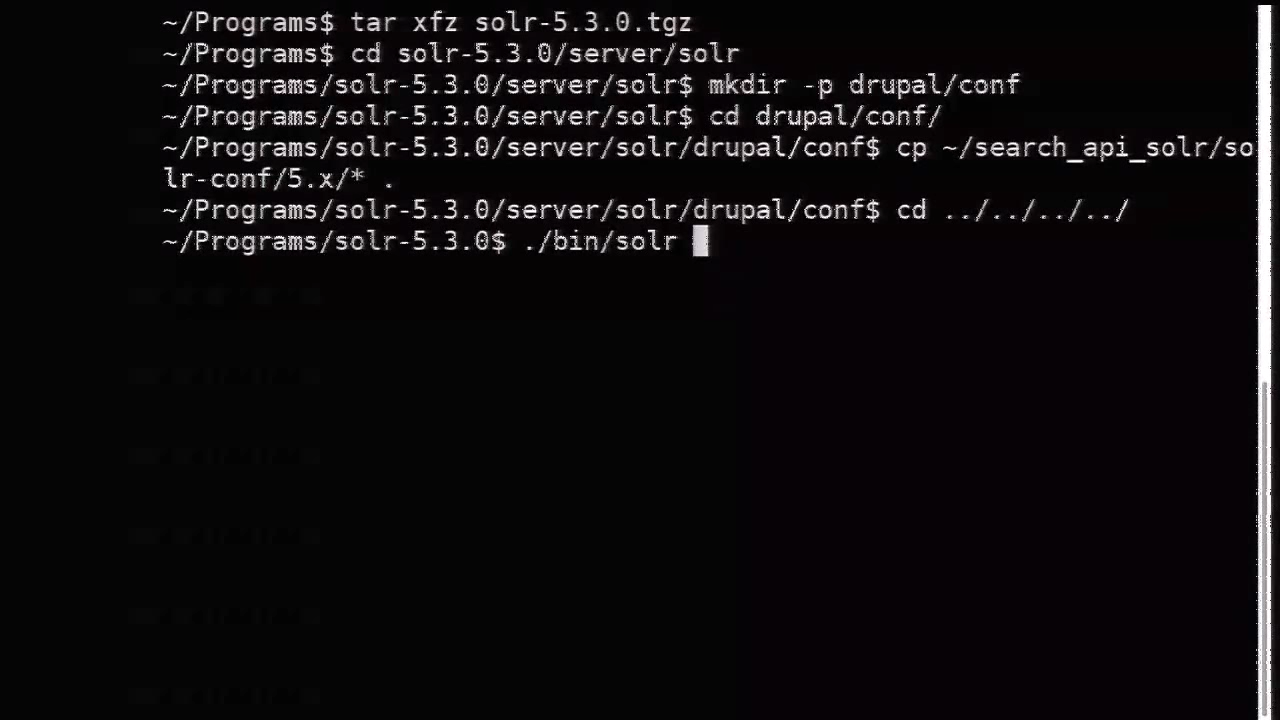 ~/Programs$ tar xfz solr-5.3.0.tgz
~/Programs$ cd solr-5.3.0/server/solr
~/Programs/solr-5.3.0/server/solr$ mkdir -p drupal/conf
~/Programs/solr-5.3.0/server/solr$ cd drupal/conf/
~/Programs/solr-5.3.0/server/solr/drupal/conf$ cp ~/search_api_solr/so
lr-conf/5.x/* .
~/Programs/solr-5.3.0/server/solr/drupal/conf$ cd ../../../../
~/Programs/solr-5.3.0$ ./bin/solr